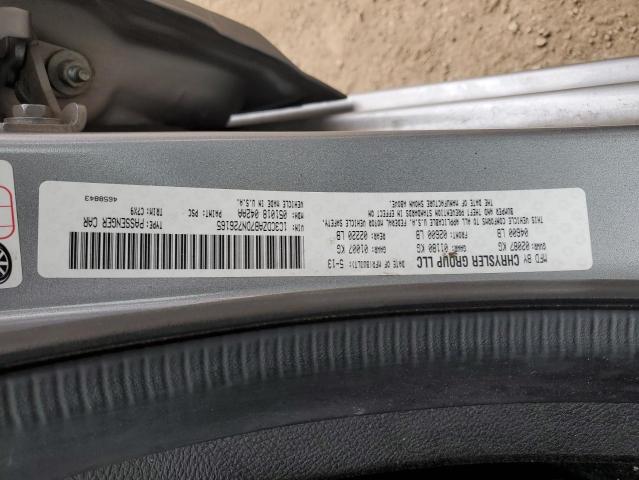 MFD BY CHRYSLER GROUP LLC DATE OF MFR(BUILT): 5-13
GVWR: 02087 KG GAWR: 01180 KG GAWR: 01007 KG
04600 LB FRONT: 02600 LB REAR: 02220 LB
THIS VEHICLE CONFORMS TO ALL APPLICABLE U.S.A. FEDERAL MOTOR VEHICLE SAFETY,
BUMPER AND THEFT PREVENTION STANDARDS IN EFFECT ON
THE DATE OF MANUFACTURE SHOWN ABOVE.
VIN: 1C3CDZAB7DN726165 TYPE: PASSENGER CAR
MDH: 051018 042AA PAINT: PSC TRIM: C7X9
VEHICLE MADE IN U.S.A. 4658843